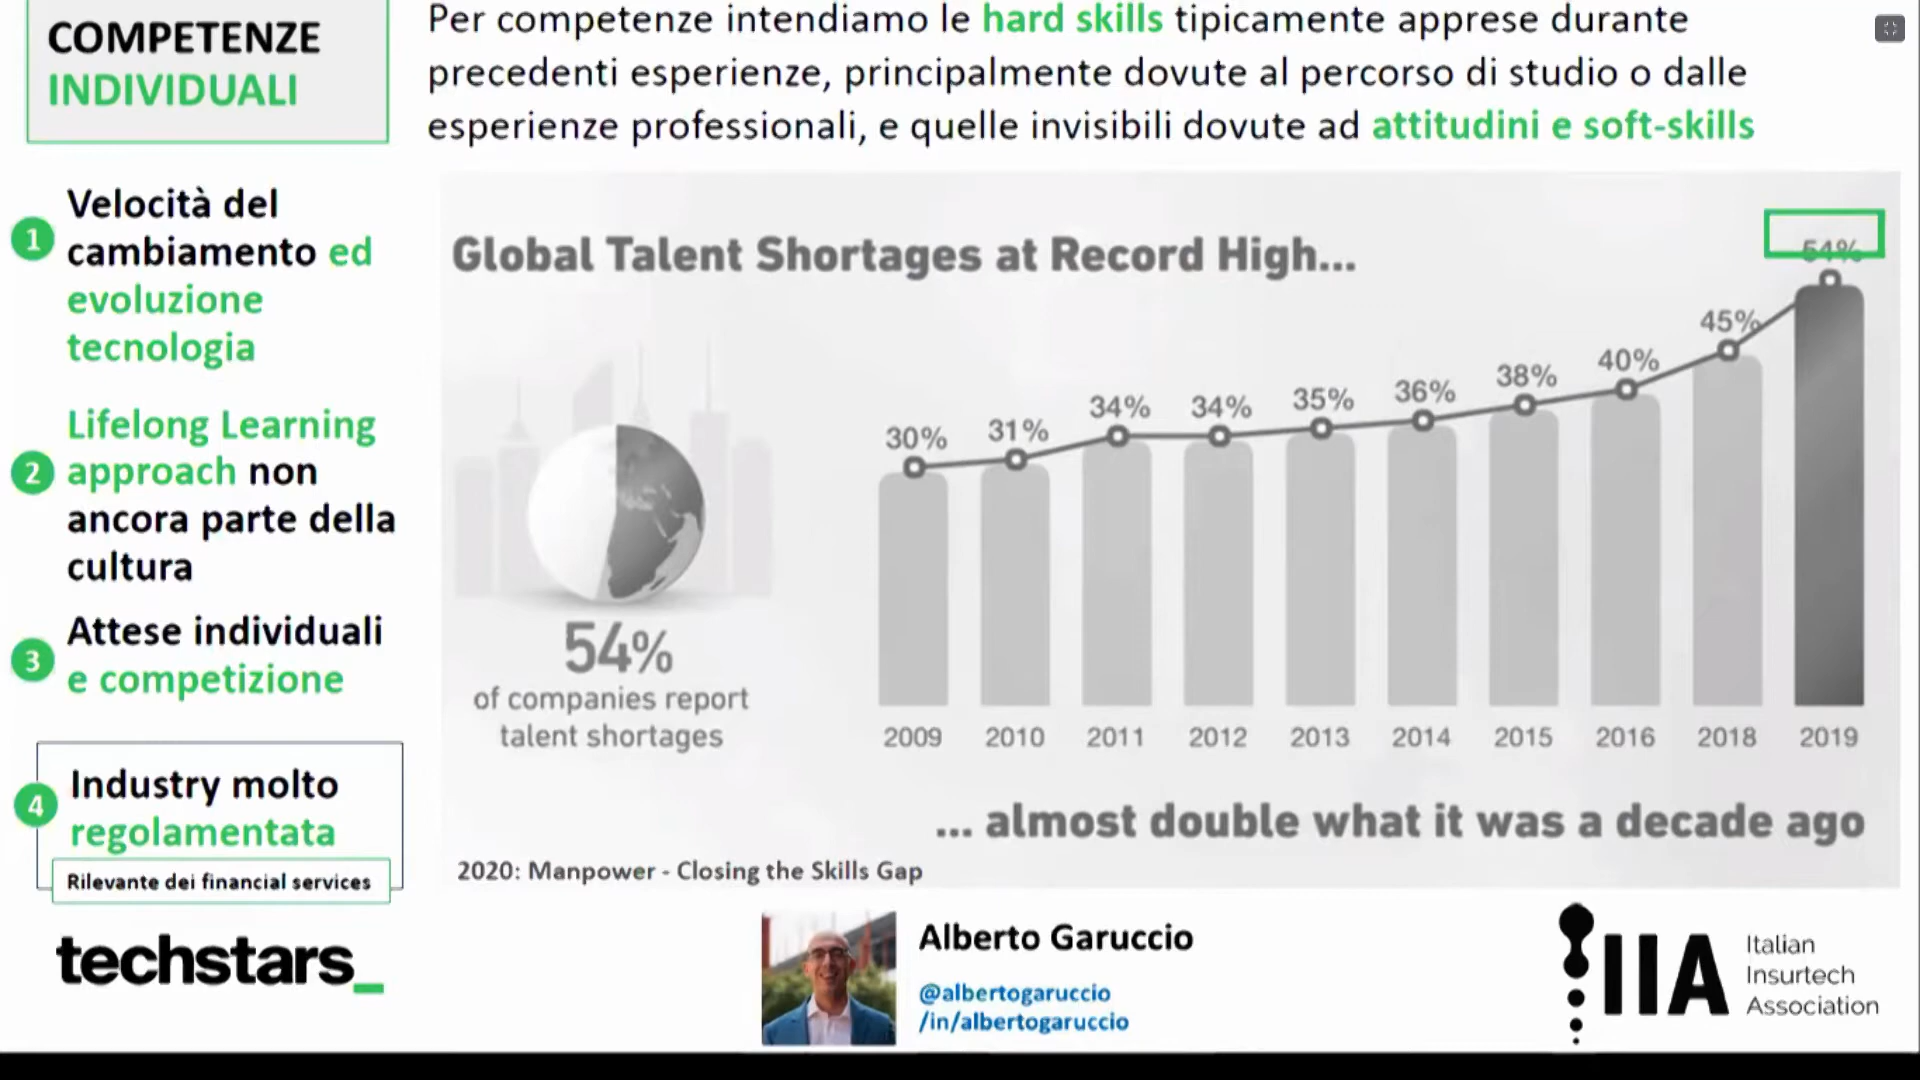 COMPETENZE
INDIVIDUALI
Per competenze intendiamo le hard skills tipicamente apprese durante
precedenti esperienze, principalmente dovute al percorso di studio o dalle
esperienze professionali, e quelle invisibili dovute ad attitudini e soft-skills
1
Velocità del
cambiamento ed
evoluzione
tecnologia
2
Lifelong Learning
approach non
ancora parte della
cultura
3
Attese individuali
e competizione
4
Industry molto
regolamentata
Rilevante dei financial services
Global Talent Shortages at Record High...
54%
of companies report
talent shortages
30%
31%
34%
34%
35%
36%
38%
40%
45%
54%
2009
2010
2011
2012
2013
2014
2015
2016
2018
2019
... almost double what it was a decade ago
2020: Manpower - Closing the Skills Gap
techstars_
Alberto Garuccio
@albertogaruccio
/in/albertogaruccio
IIA
Italian
Insurtech
Association